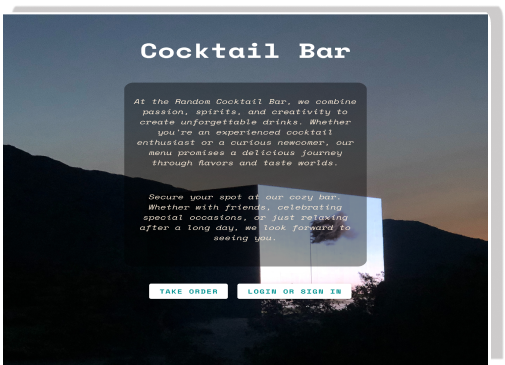 Cocktail Bar
At the Random Cocktail Bar, we combine
passion, spirits, and creativity to
create unforgettable drinks. Whether
you're an experienced cocktail
enthusiast or a curious newcomer, our
menu promises a delicious journey
through flavors and taste worlds.
Secure your spot at our cozy bar.
Whether with friends, celebrating
special occasions, or just relaxing
after a long day, we look forward to
seeing you.
TAKE ORDER
LOGIN OR SIGN IN